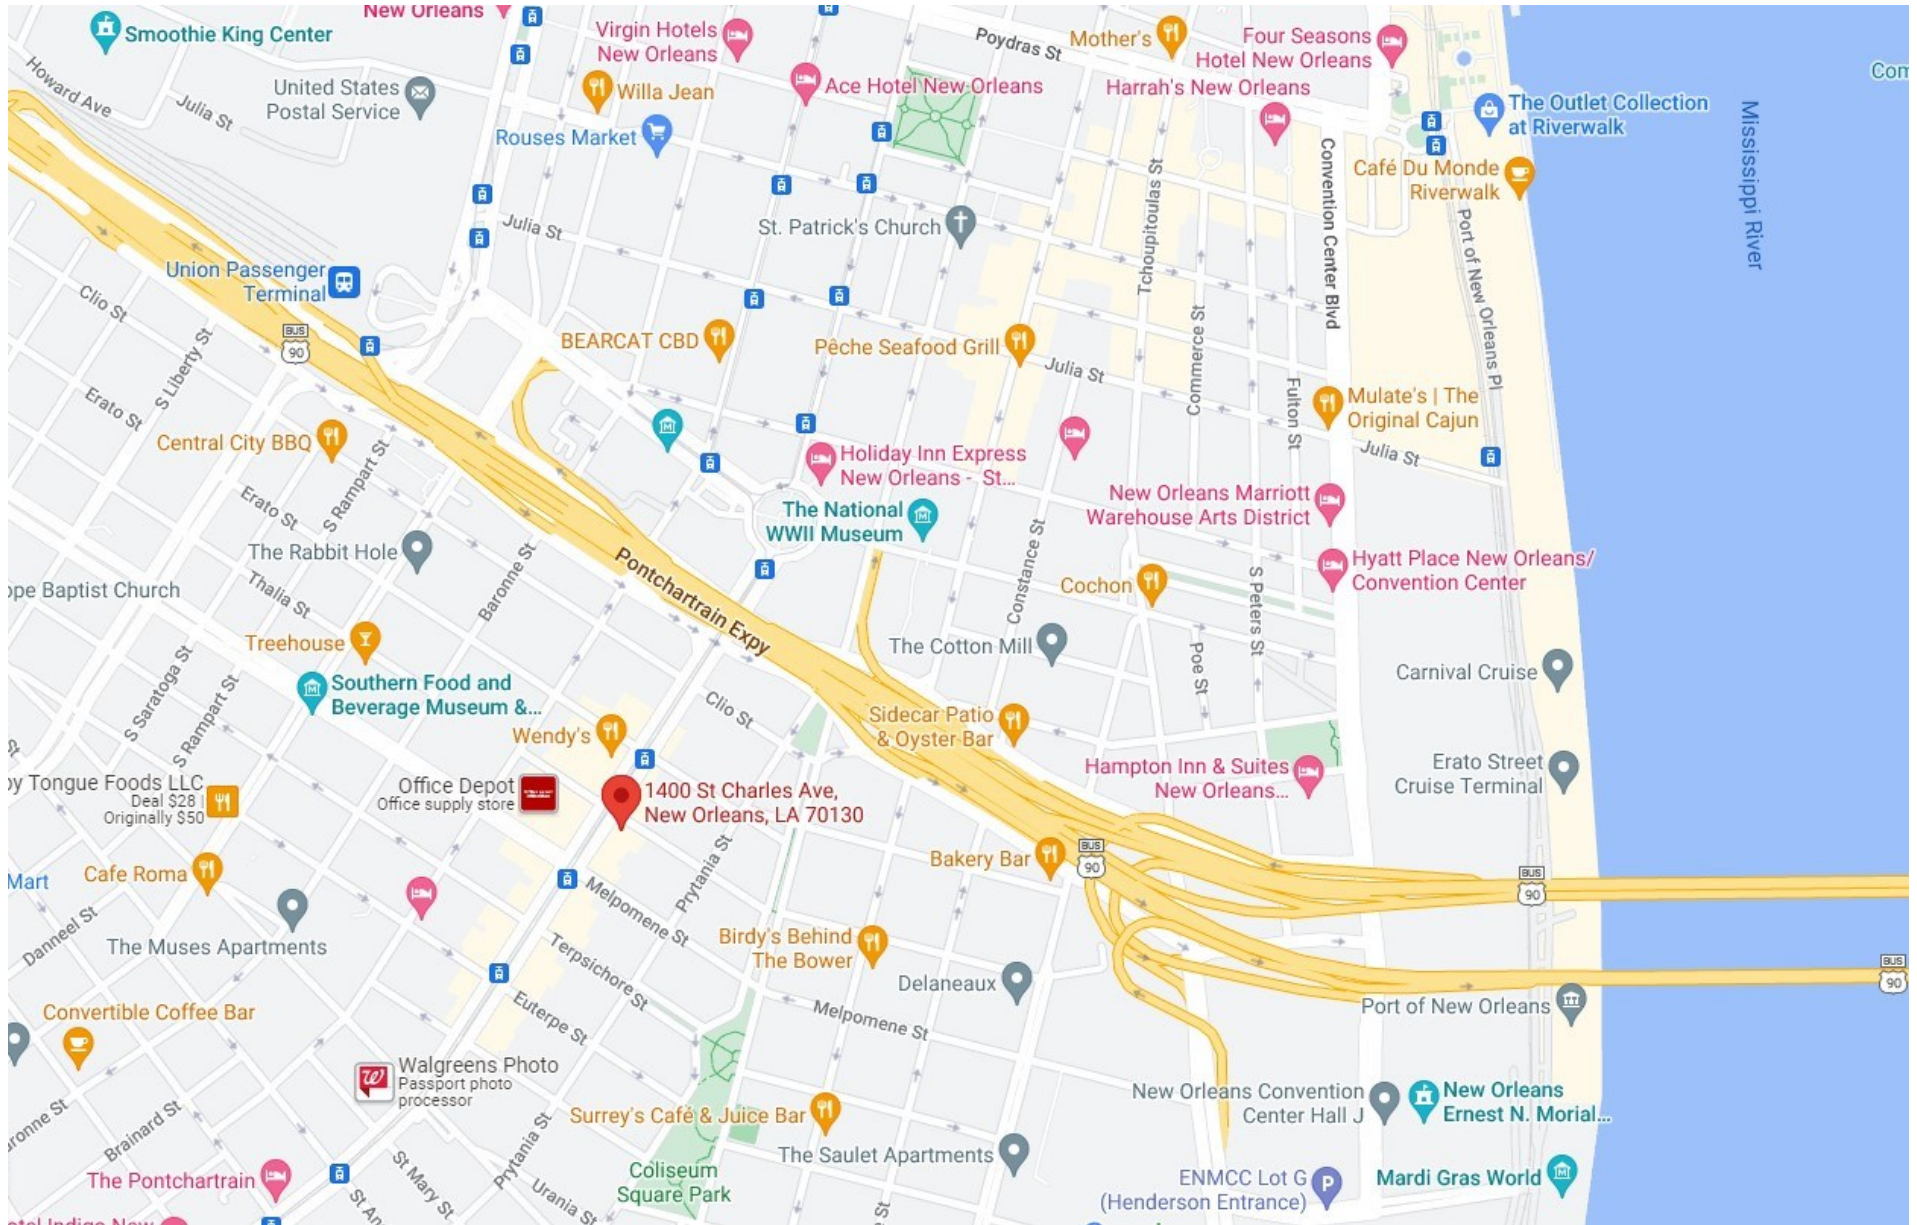 New Orleans
Smoothie King Center
Virgin Hotels
New Orleans
Poydras St
Mother's
Four Seasons
Hotel New Orleans
Com
Howard Ave
Julia St
United States
Postal Service
Willa Jean
Ace Hotel New Orleans
Harrah's New Orleans
The Outlet Collection
at Riverwalk
Mississippi River
Rouses Market
Convention Center Blvd
Café Du Monde
Riverwalk
Tchoupitoulas St
Julia St
St. Patrick's Church
Port of New Orleans Pl
Union Passenger
Terminal
Clio St
BUS
90
S Liberty St
BEARCAT CBD
Pêche Seafood Grill
Julia St
Commerce St
Fulton St
Mulate's | The
Original Cajun
Julia St
Erato St
Central City BBQ
S Rampart St
Holiday Inn Express
New Orleans - St...
New Orleans Marriott
Warehouse Arts District
Erato St
The National
WWII Museum
The Rabbit Hole
Constance St
Hyatt Place New Orleans/
Convention Center
Pontchartrain Expy
Baronne St
ope Baptist Church
Thalia St
Cochon
S Peters St
Treehouse
The Cotton Mill
Poe St
Carnival Cruise
S Saratoga St
S Rampart St
Southern Food and
Beverage Museum &...
Clio St
Wendy's
Sidecar Patio
& Oyster Bar
St
Hampton Inn & Suites
New Orleans...
Erato Street
Cruise Terminal
by Tongue Foods LLC
Deal $28 |
Originally $50
Office Depot
Office supply store
1400 St Charles Ave,
New Orleans, LA 70130
Prytania St
Bakery Bar
BUS
90
BUS
90
Mart
Cafe Roma
Melpomene St
Danneel St
The Muses Apartments
Terpsichore St
Birdy's Behind
The Bower
Delaneaux
BUS
90
Port of New Orleans
Convertible Coffee Bar
Euterpe St
Melpomene St
Walgreens Photo
Passport photo
processor
New Orleans Convention
Center Hall J
New Orleans
Ernest N. Morial...
aronne St
Brainard St
Surrey's Café & Juice Bar
Prytania St
The Saulet Apartments
The Pontchartrain
St Mary St
Coliseum
Square Park
ENMCC Lot G
(Henderson Entrance)
P
Mardi Gras World
St An
Urania St
St
otel Indigo New